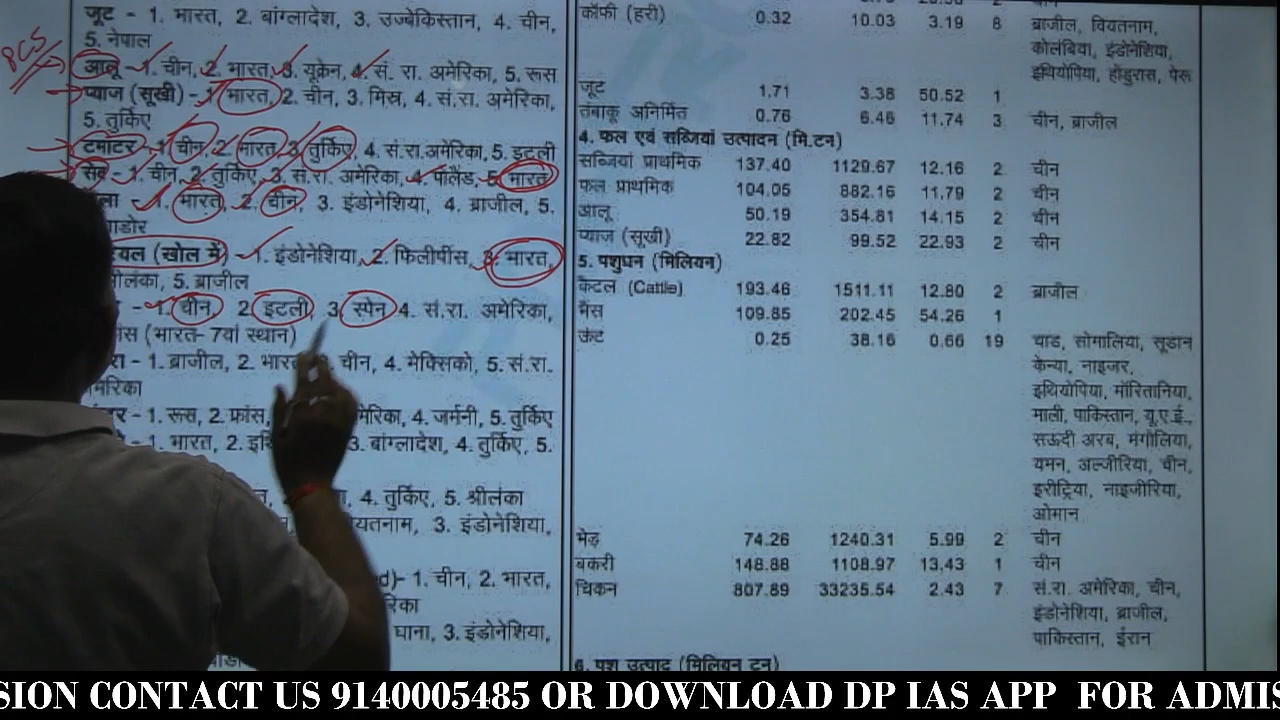 जूट - 1. भारत, 2. बांग्लादेश, 3. उज्बेकिस्तान, 4. चीन,
5. नेपाल
PCS
आलू - 1. चीन, 2. भारत, 3. यूक्रेन, 4. सं. रा. अमेरिका, 5. रूस
प्याज (सूखी) - 1. भारत, 2. चीन, 3. मिस्र, 4. सं.रा. अमेरिका,
5. तुर्किए
टमाटर - 1. चीन, 2. भारत, 3. तुर्किए, 4. सं.रा.अमेरिका, 5. इटली
सेब - 1. चीन, 2. तुर्किए, 3. सं.रा. अमेरिका, 4. पोलैंड, 5. भारत
1. भारत, 2. चीन, 3. इंडोनेशिया, 4. ब्राजील, 5.
(खोल में) - 1. इंडोनेशिया, 2. फिलीपींस, 3. भारत,
5. ब्राजील
- 1. चीन, 2. इटली, 3. स्पेन 4. सं.रा. अमेरिका,
(भारत- 7वां स्थान)
- 1. ब्राजील, 2. भारत, चीन, 4. मेक्सिको, 5. सं.रा.
- 1. रूस, 2. फ्रांस, 4. जर्मनी, 5. तुर्किए
- 1. भारत, 2. 3. बांग्लादेश, 4. तुर्किए, 5.
4. तुर्किए, 5. श्रीलंका
3. इंडोनेशिया,
1. चीन, 2. भारत,
घाना, 3. इंडोनेशिया,
कॉफी (हरी) 0.32 10.03 3.19 8 ब्राजील, वियतनाम,
कोलंबिया, इंडोनेशिया,
इथियोपिया, होंडुरास, पेरू
जूट 1.71 3.38 50.52 1
तंबाकू अनिर्मित 0.76 6.46 11.74 3 चीन, ब्राजील
4. फल एवं सब्जियां उत्पादन (मि.टन)
सब्जियां प्राथमिक 137.40 1129.67 12.16 2 चीन
फल प्राथमिक 104.05 882.16 11.79 2 चीन
आलू 50.19 354.81 14.15 2 चीन
प्याज (सूखी) 22.82 99.52 22.93 2 चीन
5. पशुधन (मिलियन)
कैटल (Cattle) 193.46 1511.11 12.80 2 ब्राजील
भैंस 109.85 202.45 54.26 1
ऊंट 0.25 38.16 0.66 19 चाड, सोमालिया, सूडान
केन्या, नाइजर,
इथियोपिया, मॉरितानिया,
माली, पाकिस्तान, यू.ए.ई.,
सऊदी अरब, मंगोलिया,
यमन, अल्जीरिया, चीन,
इरीट्रिया, नाइजीरिया,
ओमान
भेड़ 74.26 1240.31 5.99 2 चीन
बकरी 148.88 1108.97 13.43 1 चीन
चिकन 807.89 33235.54 2.43 7 सं.रा. अमेरिका, चीन,
इंडोनेशिया, ब्राजील,
पाकिस्तान, ईरान
6. पशु उत्पाद (मिलियन टन)
SION CONTACT US 9140005485 OR DOWNLOAD DP IAS APP FOR ADMIS